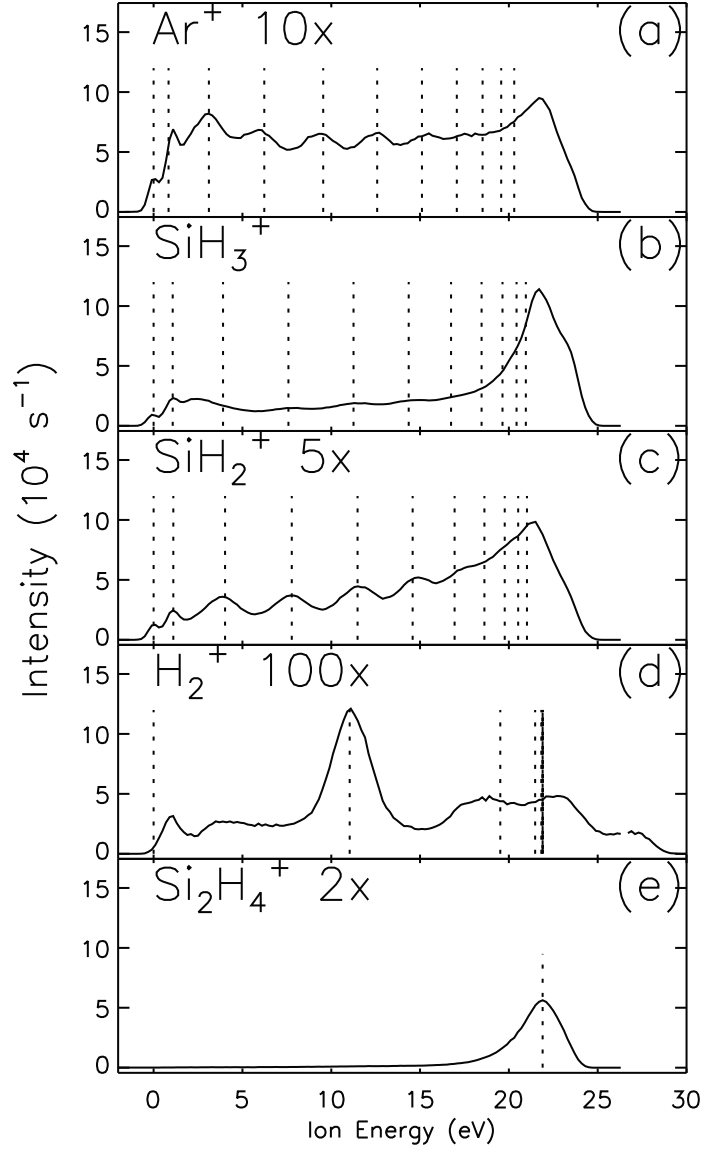 Ar⁺ 10x (a)
15
10
5
0
SiH₃⁺ (b)
15
10
5
0
SiH₂⁺ 5x (c)
15
10
5
0
H₂⁺ 100x (d)
15
10
5
0
Si₂H₄⁺ 2x (e)
15
10
5
0
0 5 10 15 20 25 30
Ion Energy (eV)
Intensity (10⁴ s⁻¹)